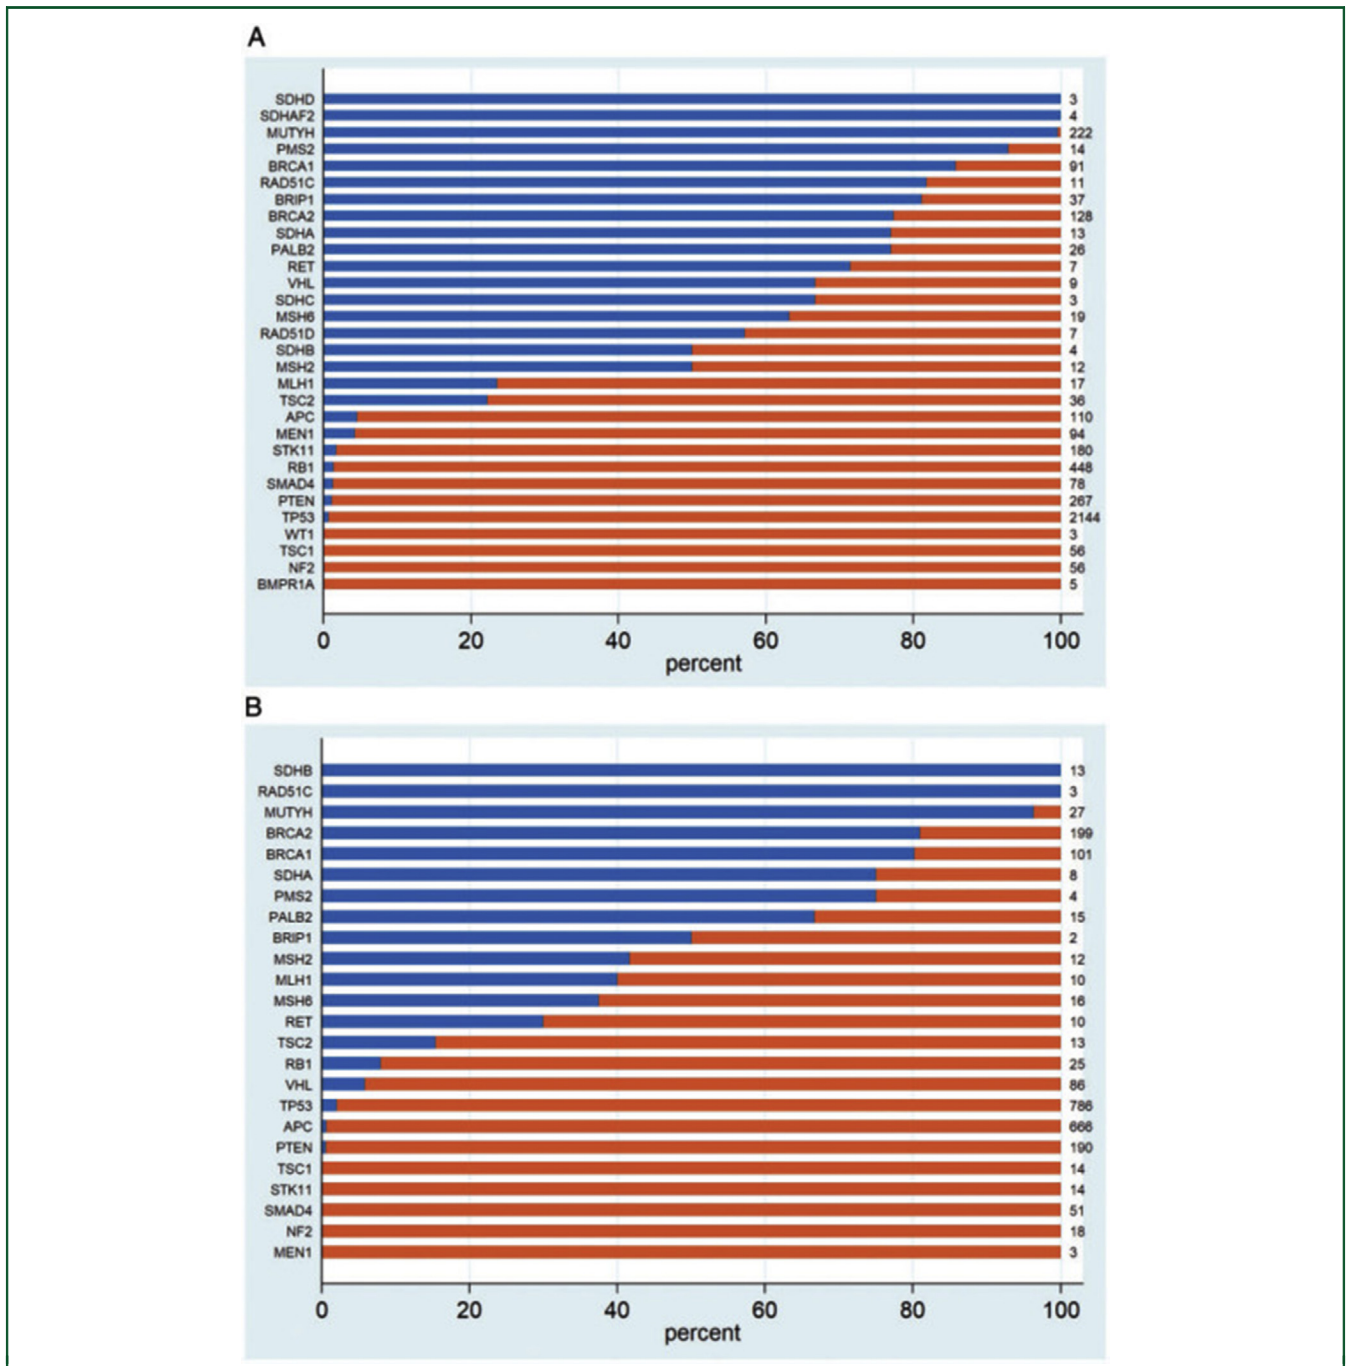 A
SDHD 3
SDHAF2 4
MUTYH 222
PMS2 14
BRCA1 91
RAD51C 11
BRIP1 37
BRCA2 128
SDHA 13
PALB2 26
RET 7
VHL 9
SDHC 3
MSH6 19
RAD51D 7
SDHB 4
MSH2 12
MLH1 17
TSC2 36
APC 110
MEN1 94
STK11 180
RB1 448
SMAD4 78
PTEN 267
TP53 2144
WT1 3
TSC1 56
NF2 56
BMPR1A 5
0 20 40 60 80 100
percent
B
SDHB 13
RAD51C 3
MUTYH 27
BRCA2 199
BRCA1 101
SDHA 8
PMS2 4
PALB2 15
BRIP1 2
MSH2 12
MLH1 10
MSH6 16
RET 10
TSC2 13
RB1 25
VHL 86
TP53 786
APC 666
PTEN 190
TSC1 14
STK11 14
SMAD4 51
NF2 18
MEN1 3
0 20 40 60 80 100
percent